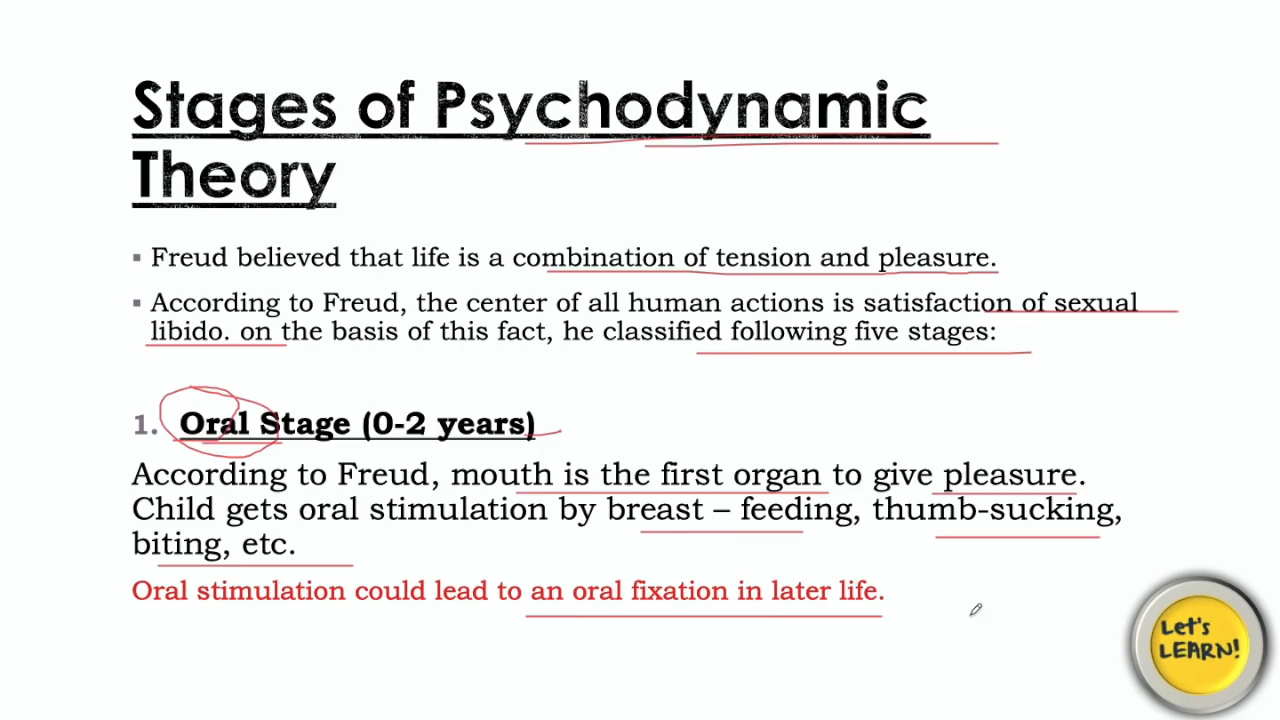 Stages of Psychodynamic
Theory
▪ Freud believed that life is a combination of tension and pleasure.
▪ According to Freud, the center of all human actions is satisfaction of sexual
libido. on the basis of this fact, he classified following five stages:
1. Oral Stage (0-2 years)
According to Freud, mouth is the first organ to give pleasure.
Child gets oral stimulation by breast – feeding, thumb-sucking,
biting, etc.
Oral stimulation could lead to an oral fixation in later life.
Let's
LEARN!